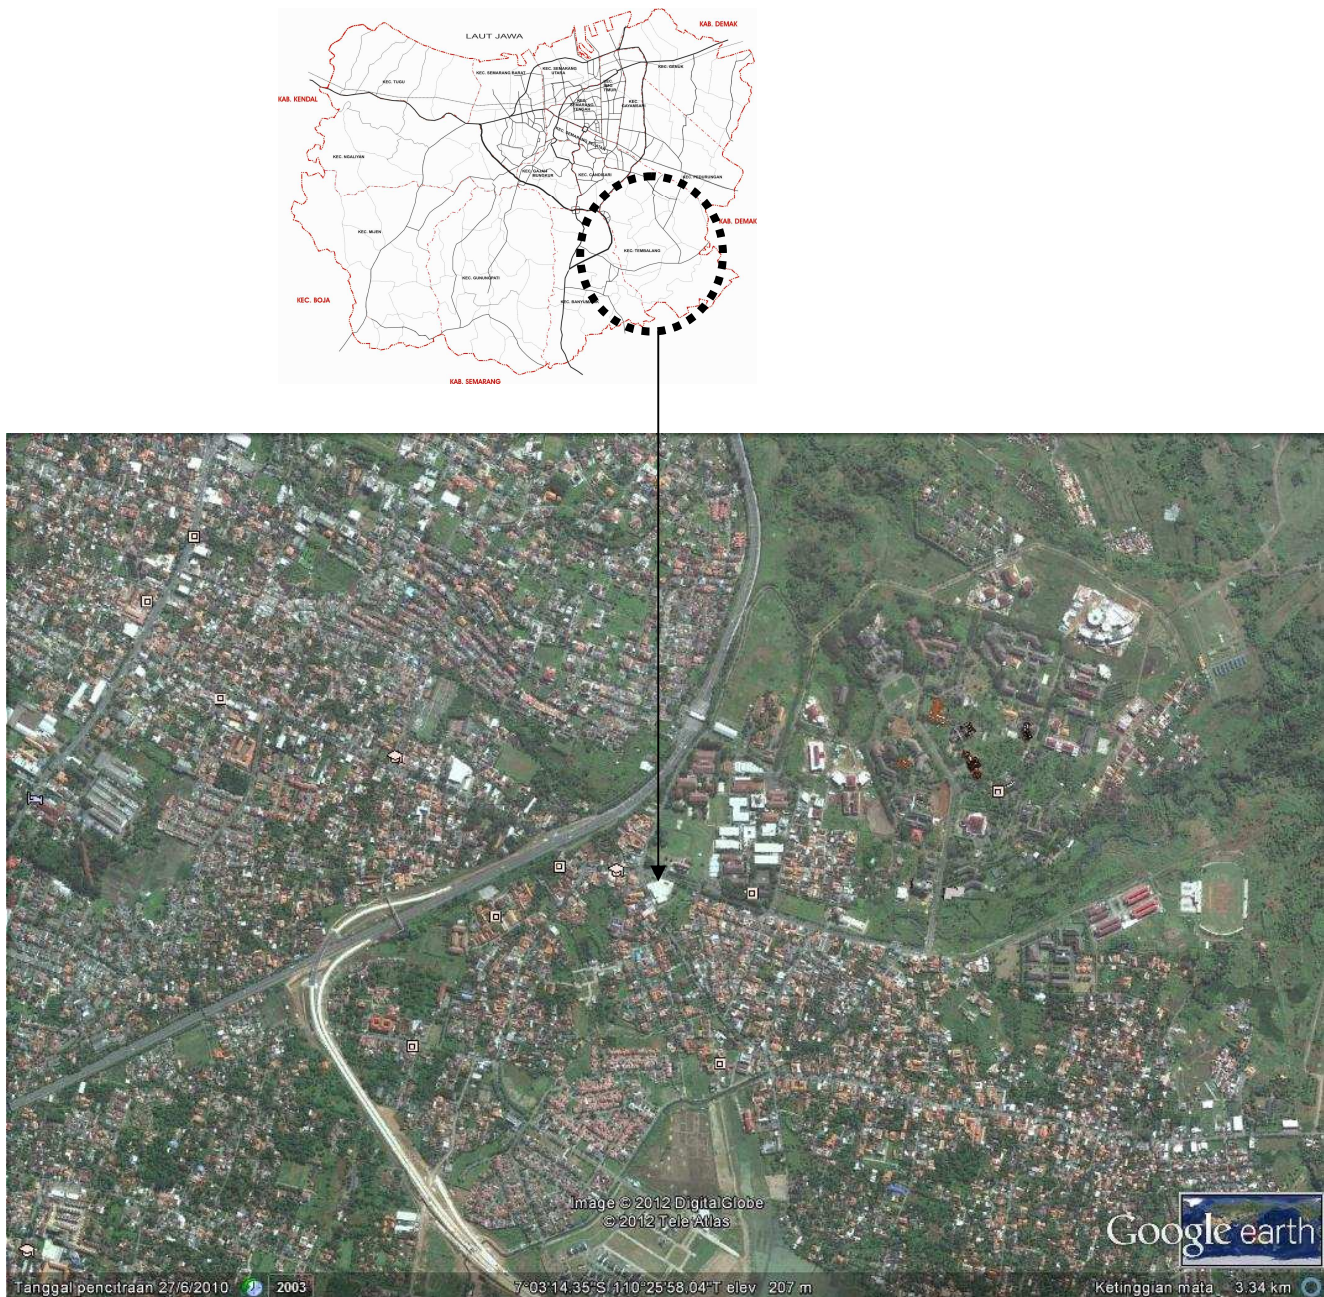 KAB. DEMAK
LAUT JAWA
KEC. SEMARANG
UTARA
KEC. GENUK
KEC. SEMARANG BARAT
KEC. TUGU
TIMUR
KAB. KENDAL
KEC.
GAYAMSARI
KEC. NGALIYAN
KEC. GAJAH
MUNGKUR
KEC. CANDISARI
KEC. PEDURUNGAN
KAB. DEMAK
KEC. MIJEN
KEC. TEMBALANG
KEC. GUNUNGPATI
KEC. BOJA
KAB. SEMARANG
Image © 2012 DigitalGlobe
© 2012 Tele Atlas
Google earth
Tanggal pencitraan 27/6/2010 2003 7°03'14.35"S 110°25'58.04"T elev 207 m Ketinggian mata 3.34 km